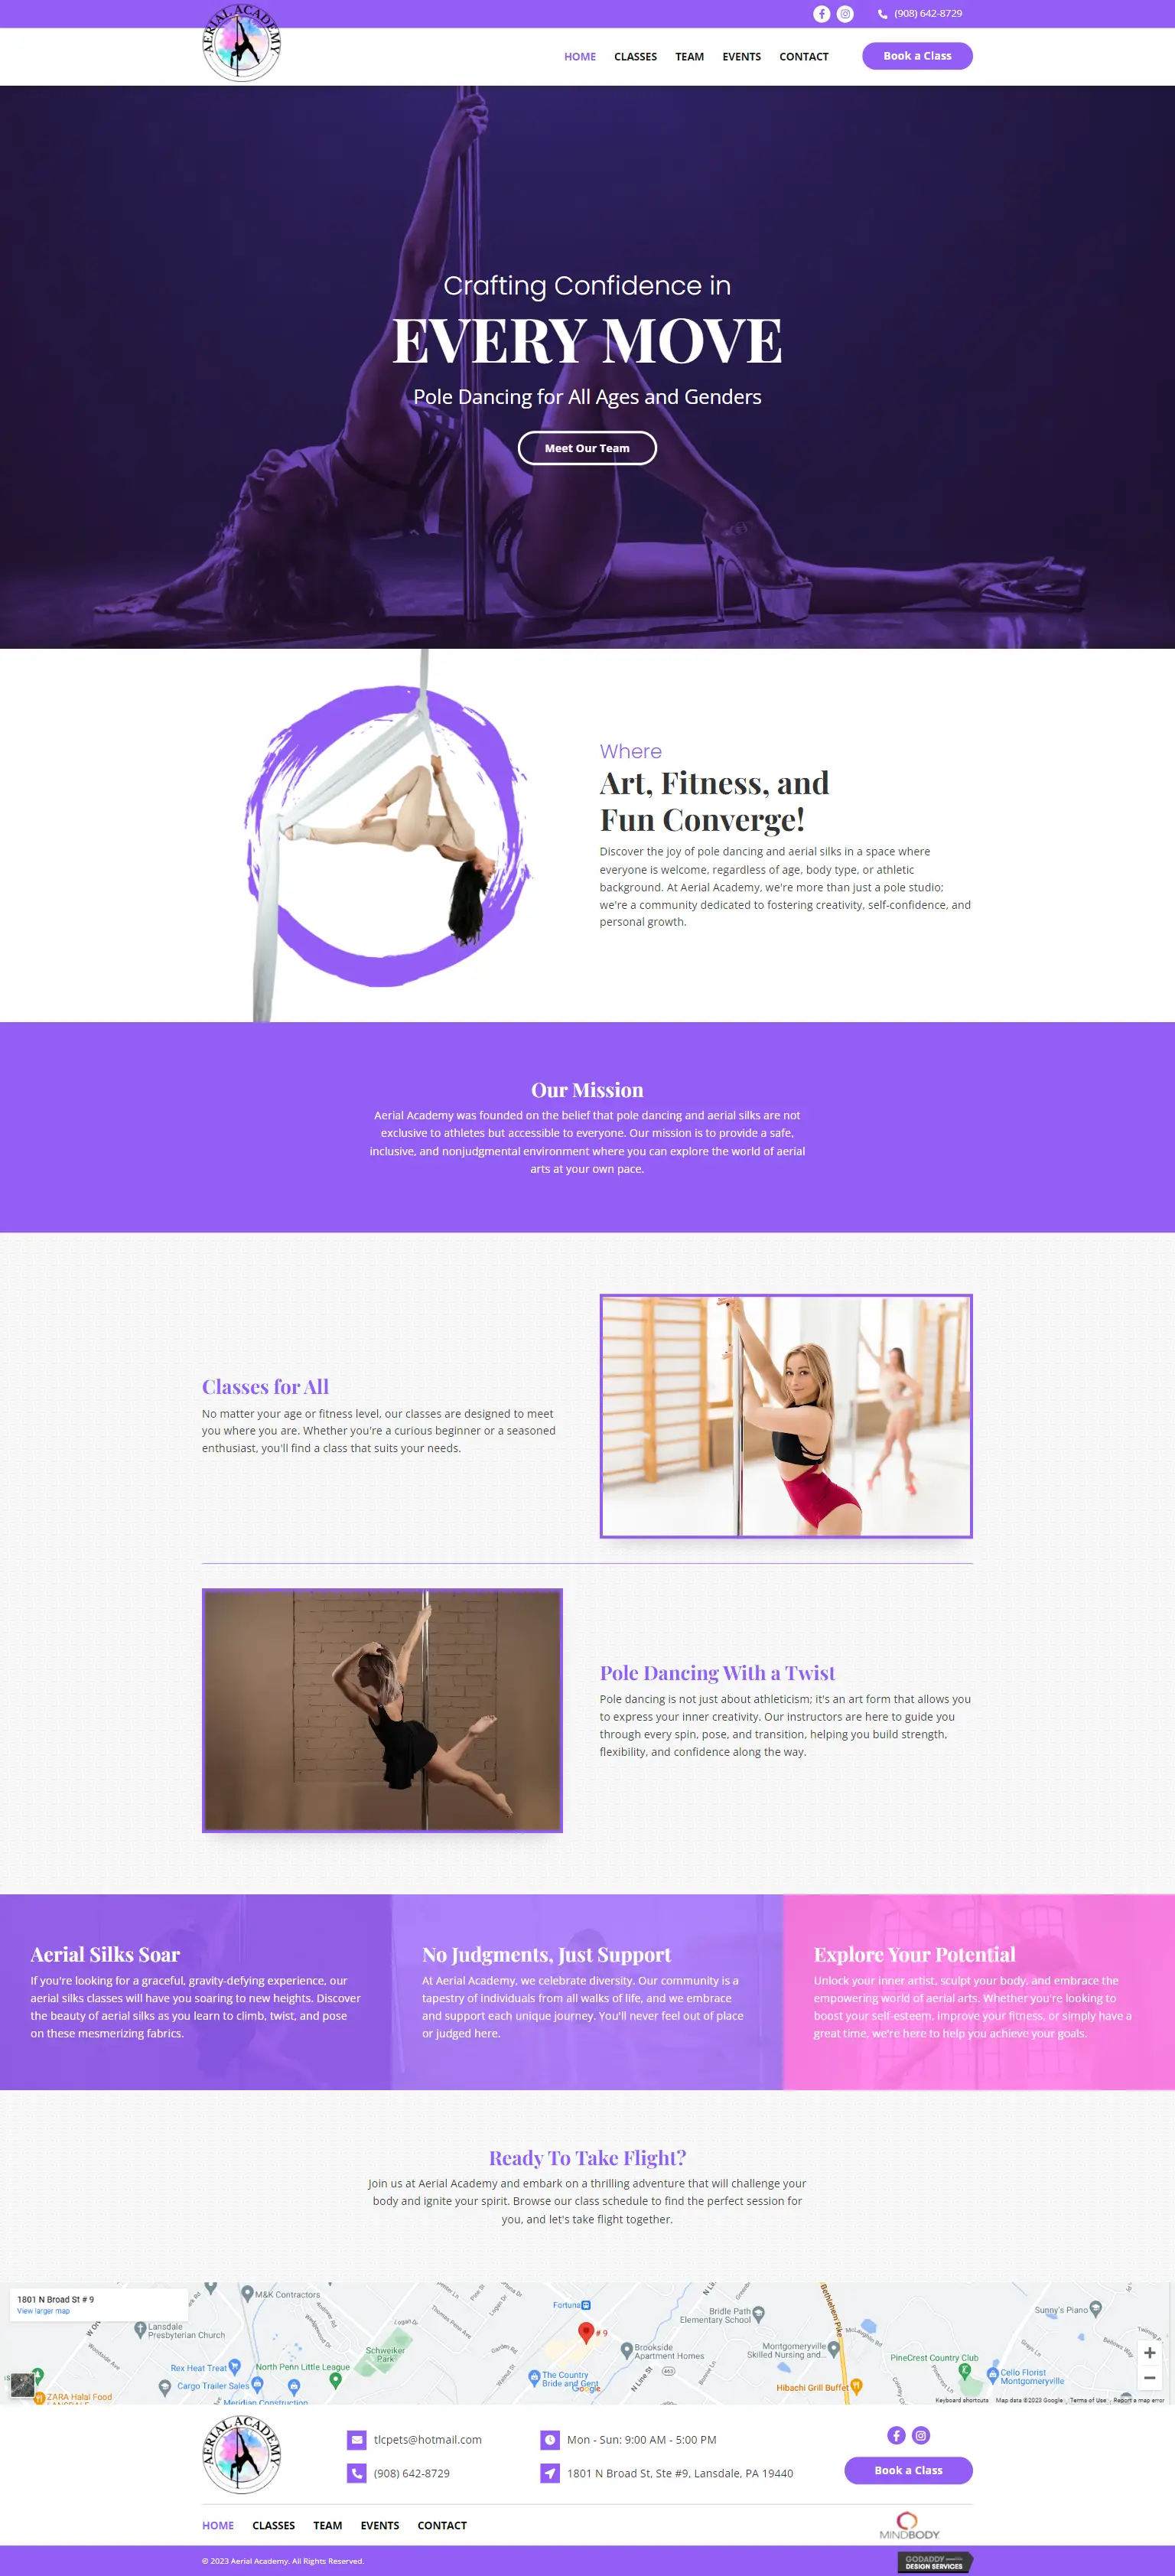 AERIAL ACADEMY
(908) 642-8729
HOME CLASSES TEAM EVENTS CONTACT Book a Class
Crafting Confidence in
EVERY MOVE
Pole Dancing for All Ages and Genders
Meet Our Team
Where
Art, Fitness, and
Fun Converge!
Discover the joy of pole dancing and aerial silks in a space where
everyone is welcome, regardless of age, body type, or athletic
background. At Aerial Academy, we're more than just a pole studio;
we're a community dedicated to fostering creativity, self-confidence, and
personal growth.
Our Mission
Aerial Academy was founded on the belief that pole dancing and aerial silks are not
exclusive to athletes but accessible to everyone. Our mission is to provide a safe,
inclusive, and nonjudgmental environment where you can explore the world of aerial
arts at your own pace.
Classes for All
No matter your age or fitness level, our classes are designed to meet
you where you are. Whether you're a curious beginner or a seasoned
enthusiast, you'll find a class that suits your needs.
Pole Dancing With a Twist
Pole dancing is not just about athleticism; it's an art form that allows you
to express your inner creativity. Our instructors are here to guide you
through every spin, pose, and transition, helping you build strength,
flexibility, and confidence along the way.
Aerial Silks Soar
If you're looking for a graceful, gravity-defying experience, our
aerial silks classes will have you soaring to new heights. Discover
the beauty of aerial silks as you learn to climb, twist, and pose
on these mesmerizing fabrics.
No Judgments, Just Support
At Aerial Academy, we celebrate diversity. Our community is a
tapestry of individuals from all walks of life, and we embrace
and support each unique journey. You'll never feel out of place
or judged here.
Explore Your Potential
Unlock your inner artist, sculpt your body, and embrace the
empowering world of aerial arts. Whether you're looking to
boost your self-esteem, improve your fitness, or simply have a
great time, we're here to help you achieve your goals.
Ready To Take Flight?
Join us at Aerial Academy and embark on a thrilling adventure that will challenge your
body and ignite your spirit. Browse our class schedule to find the perfect session for
you, and let's take flight together.
1801 N Broad St # 9
View larger map
M&K Contractors
Lansdale
Presbyterian Church
Rex Heat Treat
Cargo Trailer Sales
North Penn Little League
Meridian Construction
ZARA Halal Food
Schweiker
Park
Logan Dr
Garden Rd
Fortuna
# 9
The Country
Bride and Gent
Google
Brookside
Apartment Homes
N Line St
463
Bridle Path
Elementary School
Montgomeryville
Skilled Nursing and...
Bethlehem Pike
Hibachi Grill Buffet
PineCrest Country Club
Sunny's Piano
Cello Florist
Montgomeryville
Keyboard shortcuts Map data ©2023 Google Terms of Use Report a map error
AERIAL ACADEMY
tlcpets@hotmail.com
(908) 642-8729
Mon - Sun: 9:00 AM - 5:00 PM
1801 N Broad St, Ste #9, Lansdale, PA 19440
Book a Class
HOME CLASSES TEAM EVENTS CONTACT
MINDBODY
© 2023 Aerial Academy. All Rights Reserved.
GODADDY
DESIGN SERVICES